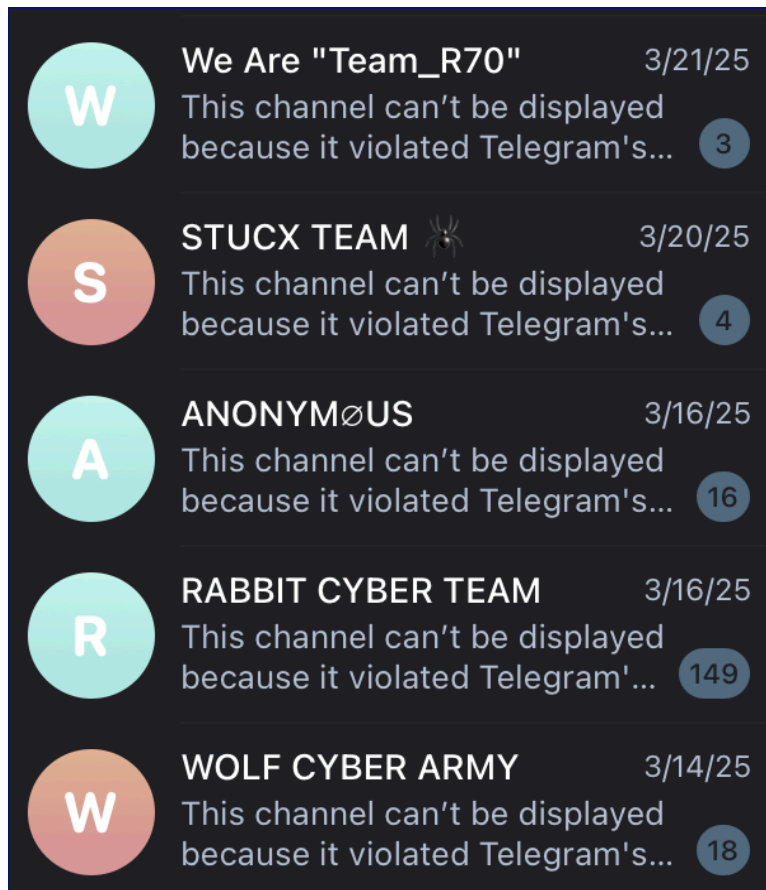 W
We Are "Team_R70"
3/21/25
This channel can’t be displayed
because it violated Telegram's...
3
S
STUCX TEAM 🕷
3/20/25
This channel can’t be displayed
because it violated Telegram's...
4
A
ANONYM∅US
3/16/25
This channel can’t be displayed
because it violated Telegram's...
16
R
RABBIT CYBER TEAM
3/16/25
This channel can’t be displayed
because it violated Telegram'...
149
W
WOLF CYBER ARMY
3/14/25
This channel can’t be displayed
because it violated Telegram's...
18